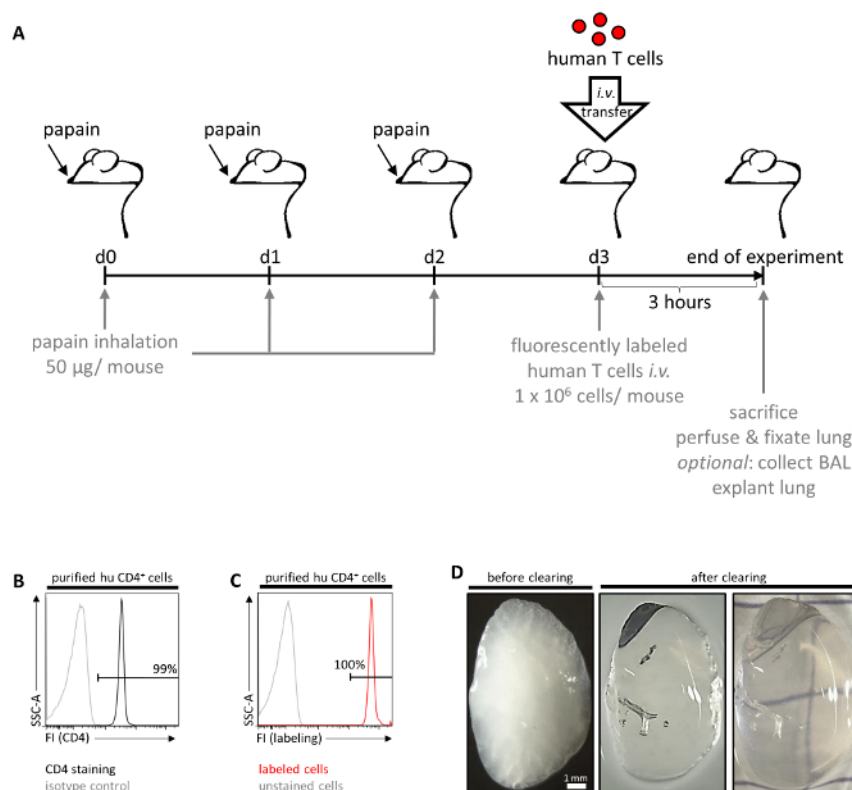 A
human T cells
i.v.
transfer
papain
papain
papain
d0
d1
d2
d3
end of experiment
3 hours
papain inhalation
50 µg/ mouse
fluorescently labeled
human T cells i.v.
1 x 10⁶ cells/ mouse
sacrifice
perfuse & fixate lung
optional: collect BAL
explant lung
B
purified hu CD4⁺ cells
99%
SSC-A
FI (CD4)
CD4 staining
isotype control
C
purified hu CD4⁺ cells
100%
SSC-A
FI (labeling)
labeled cells
unstained cells
D
before clearing
after clearing
1 mm